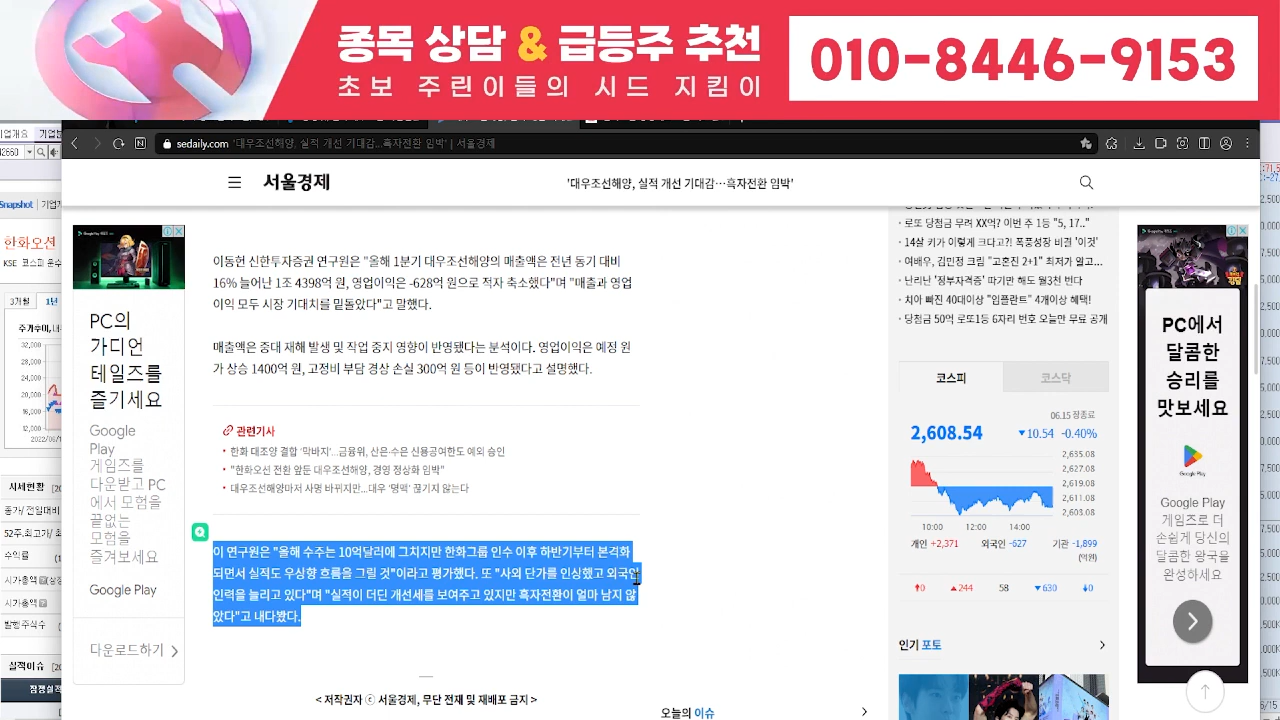 종목 상담 & 급등주 추천
초보 주린이들의 시드 지킴이
010-8446-9153
sedaily.com '대우조선해양, 실적 개선 기대감…흑자전환 임박' | 서울경제
서울경제
'대우조선해양, 실적 개선 기대감…흑자전환 임박'
Snapshot
한화오션
PC의
가디언
테일즈를
즐기세요
Google
Play
게임즈를
다운받고 PC
에서 모험을
끝없는
모험을
즐겨보세요
Google Play
다운로드하기
이동헌 신한투자증권 연구원은 "올해 1분기 대우조선해양의 매출액은 전년 동기 대비
16% 늘어난 1조 4398억 원, 영업이익은 -628억 원으로 적자 축소했다"며 "매출과 영업
이익 모두 시장 기대치를 밑돌았다"고 말했다.
매출액은 중대 재해 발생 및 작업 중지 영향이 반영됐다는 분석이다. 영업이익은 예정 원
가 상승 1400억 원, 고정비 부담 경상 손실 300억 원 등이 반영됐다고 설명했다.
관련기사
한화 대조양 결합 '막바지'…금융위, 산은·수은 신용공여한도 예외 승인
"한화오션 전환 앞둔 대우조선해양, 경영 정상화 임박"
대우조선해양마저 사명 바뀌지만…대우 '명맥' 끊기지 않는다
이 연구원은 "올해 수주는 10억달러에 그치지만 한화그룹 인수 이후 하반기부터 본격화
되면서 실적도 우상향 흐름을 그릴 것"이라고 평가했다. 또 "사외 단가를 인상했고 외국인
인력을 늘리고 있다"며 "실적이 더딘 개선세를 보여주고 있지만 흑자전환이 얼마 남지 않
았다"고 내다봤다.
< 저작권자 ⓒ 서울경제, 무단 전재 및 재배포 금지 >
오늘의 이슈
로또 당첨금 무려 XX억? 이번 주 1등 "5, 17.."
14살 키가 이렇게 크다고?! 폭풍성장 비결 '이것'
여배우, 김민정 크림 "고혼진 2+1" 최저가 열고...
난리난 '정부자격증' 따기만 해도 월3천 번다
치아 빠진 40대이상 "임플란트" 4개이상 혜택!
당첨금 50억 로또1등 6자리 번호 오늘만 무료 공개
코스피
코스닥
06.15 장종료
2,608.54
▼10.54 -0.40%
2,635.08
2,627.08
2,619.08
2,611.08
2,603.08
10:00 12:00 14:00
개인 +2,371 외국인 -627 기관 -1,899
(억원)
0 244 58 630 0
인기 포토
PC에서
달콤한
승리를
맛보세요
Google Play
Google Play
게임즈로 더
손쉽게 당신의
달콤한 왕국을
완성하세요